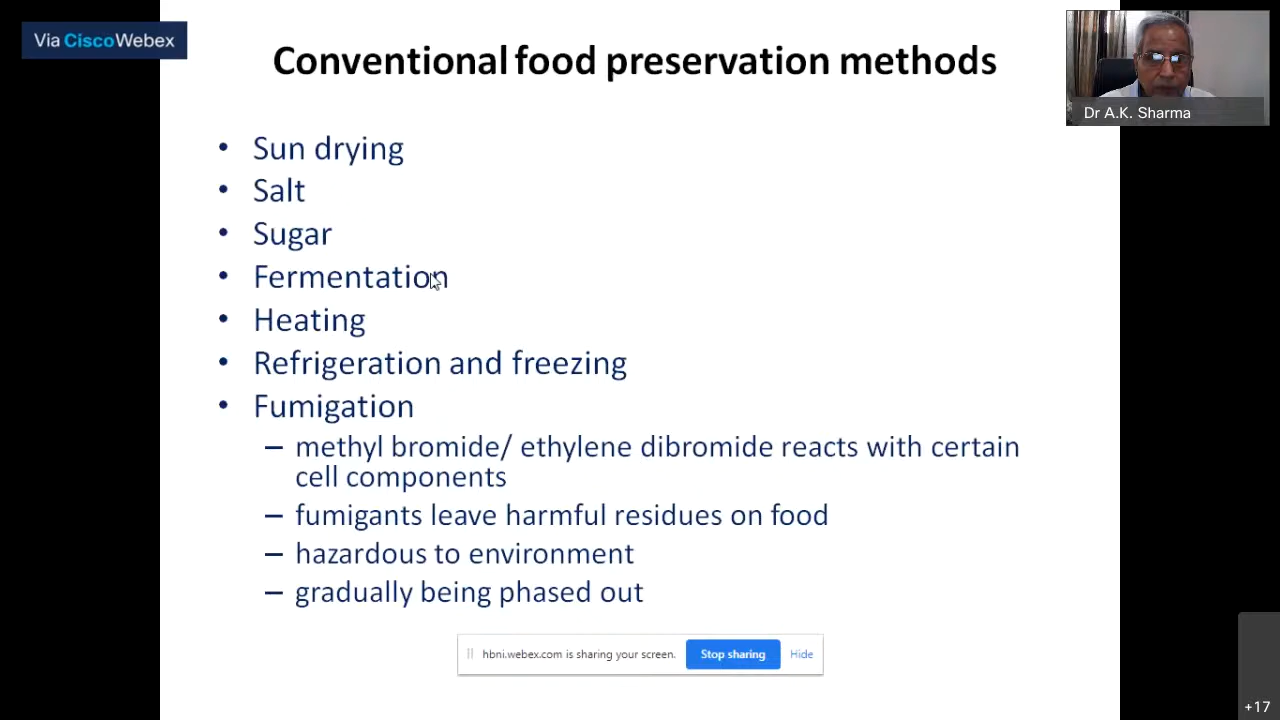 Via CiscoWebex
Conventional food preservation methods
Dr A.K. Sharma
• Sun drying
• Salt
• Sugar
• Fermentation
• Heating
• Refrigeration and freezing
• Fumigation
– methyl bromide/ ethylene dibromide reacts with certain
cell components
– fumigants leave harmful residues on food
– hazardous to environment
– gradually being phased out
hbni.webex.com is sharing your screen. Stop sharing Hide
+17